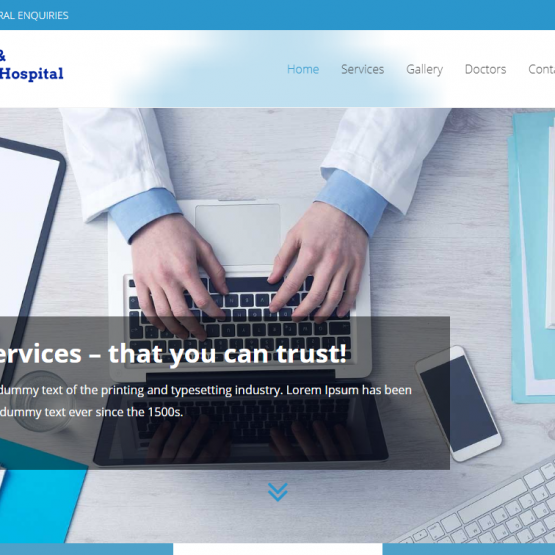 RAL ENQUIRIES
&
Hospital
Home Services Gallery Doctors Conta
ervices – that you can trust!
dummy text of the printing and typesetting industry. Lorem Ipsum has been
dummy text ever since the 1500s.